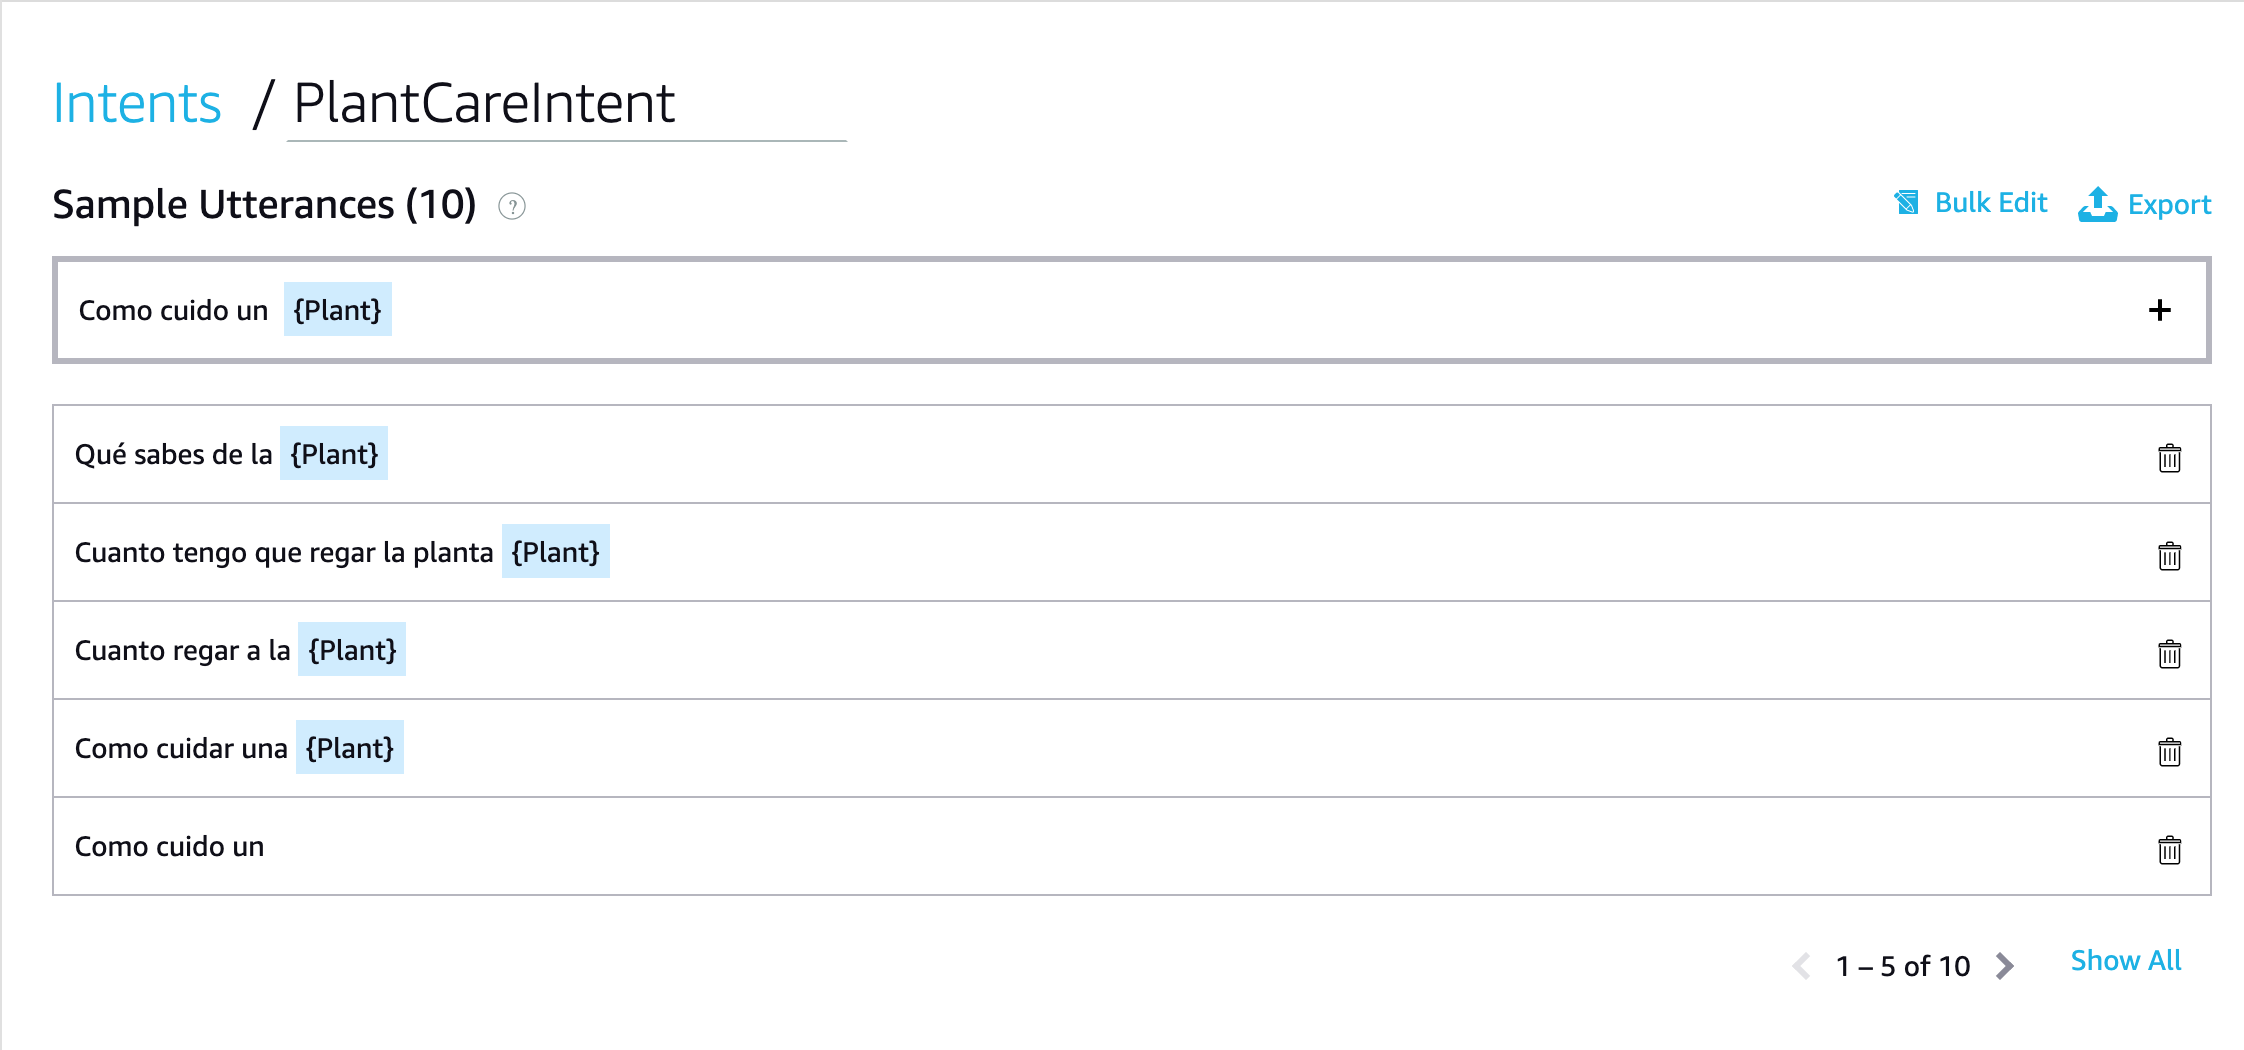 Intents / PlantCareIntent
Sample Utterances (10) ?
Bulk Edit Export
Como cuido un {Plant} +
Qué sabes de la {Plant}
Cuanto tengo que regar la planta {Plant}
Cuanto regar a la {Plant}
Como cuidar una {Plant}
Como cuido un
1 – 5 of 10 Show All